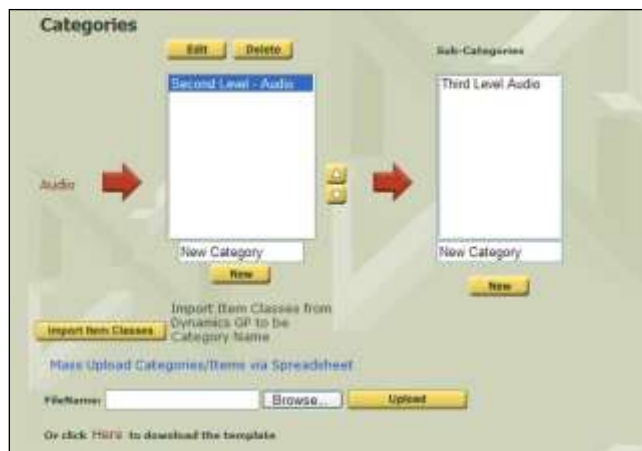 Categories
Edit Delete
Sub-Categories
Second Level - Audio
Third Level Audio
Audio
New Category
New Category
New
New
Import Item Classes
Import Item Classes from
Dynamics GP to be
Category Name
Mass Upload Categories/Items via Spreadsheet
FileName:
Browse...
Upload
Or click Here to download the template